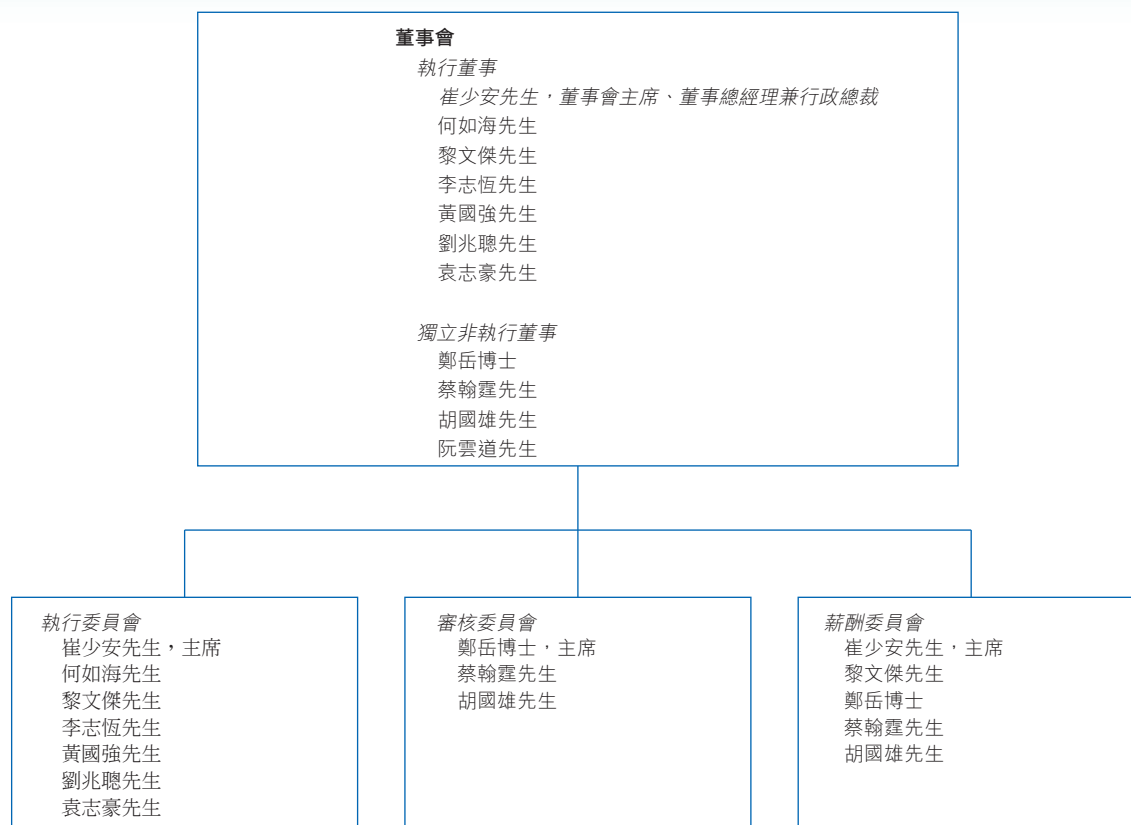 董事會
執行董事
崔少安先生，董事會主席、董事總經理兼行政總裁
何如海先生
黎文傑先生
李志恆先生
黃國強先生
劉兆聰先生
袁志豪先生
獨立非執行董事
鄭岳博士
蔡翰霆先生
胡國雄先生
阮雲道先生
執行委員會
崔少安先生，主席
何如海先生
黎文傑先生
李志恆先生
黃國強先生
劉兆聰先生
袁志豪先生
審核委員會
鄭岳博士，主席
蔡翰霆先生
胡國雄先生
薪酬委員會
崔少安先生，主席
黎文傑先生
鄭岳博士
蔡翰霆先生
胡國雄先生